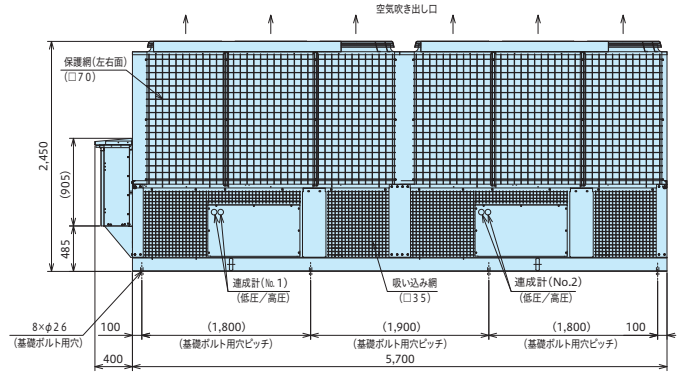 空気吹き出し口
保護網(左右面)
(□70)
2,450
(905)
485
連成計(№1)
(低圧/高圧)
吸い込み網
(□35)
連成計(No.2)
(低圧/高圧)
8×φ26
(基礎ボルト用穴)
100
(1,800)
(基礎ボルト用穴ピッチ)
(1,900)
(基礎ボルト用穴ピッチ)
(1,800)
(基礎ボルト用穴ピッチ)
100
400
5,700